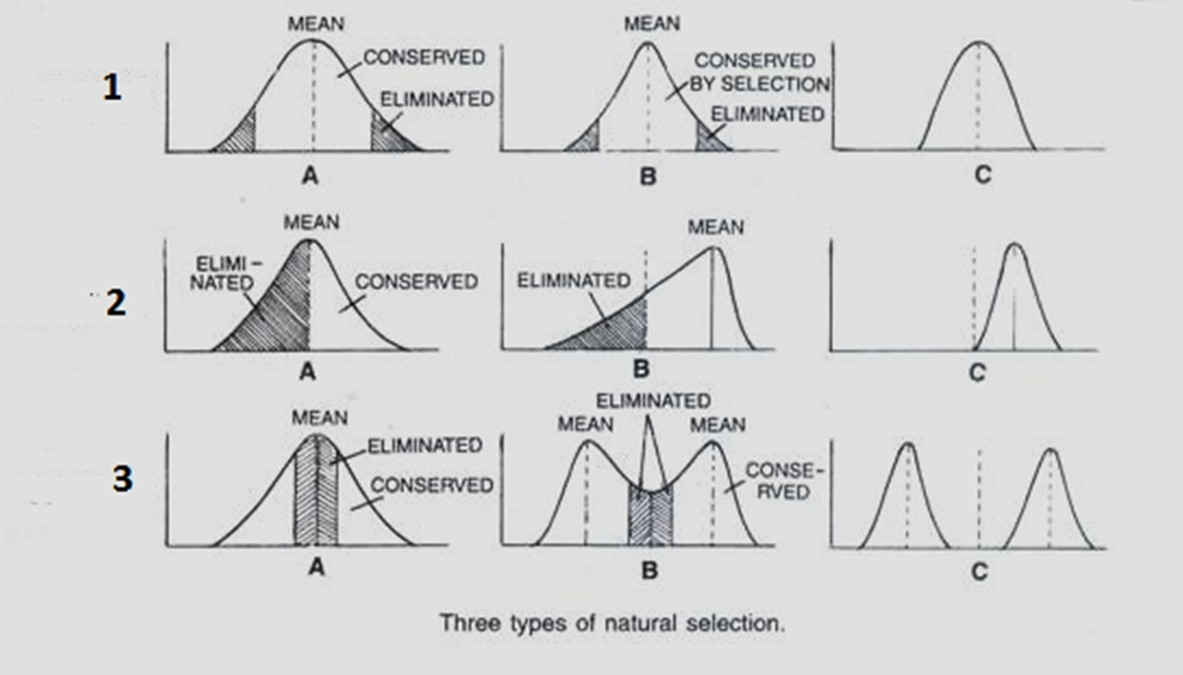 1
MEAN
CONSERVED
ELIMINATED
A
MEAN
CONSERVED
BY SELECTION
ELIMINATED
B
C
2
MEAN
ELIMI-
NATED
CONSERVED
A
MEAN
ELIMINATED
B
C
3
MEAN
ELIMINATED
CONSERVED
A
ELIMINATED
MEAN
MEAN
CONSE-
RVED
B
C
Three types of natural selection.